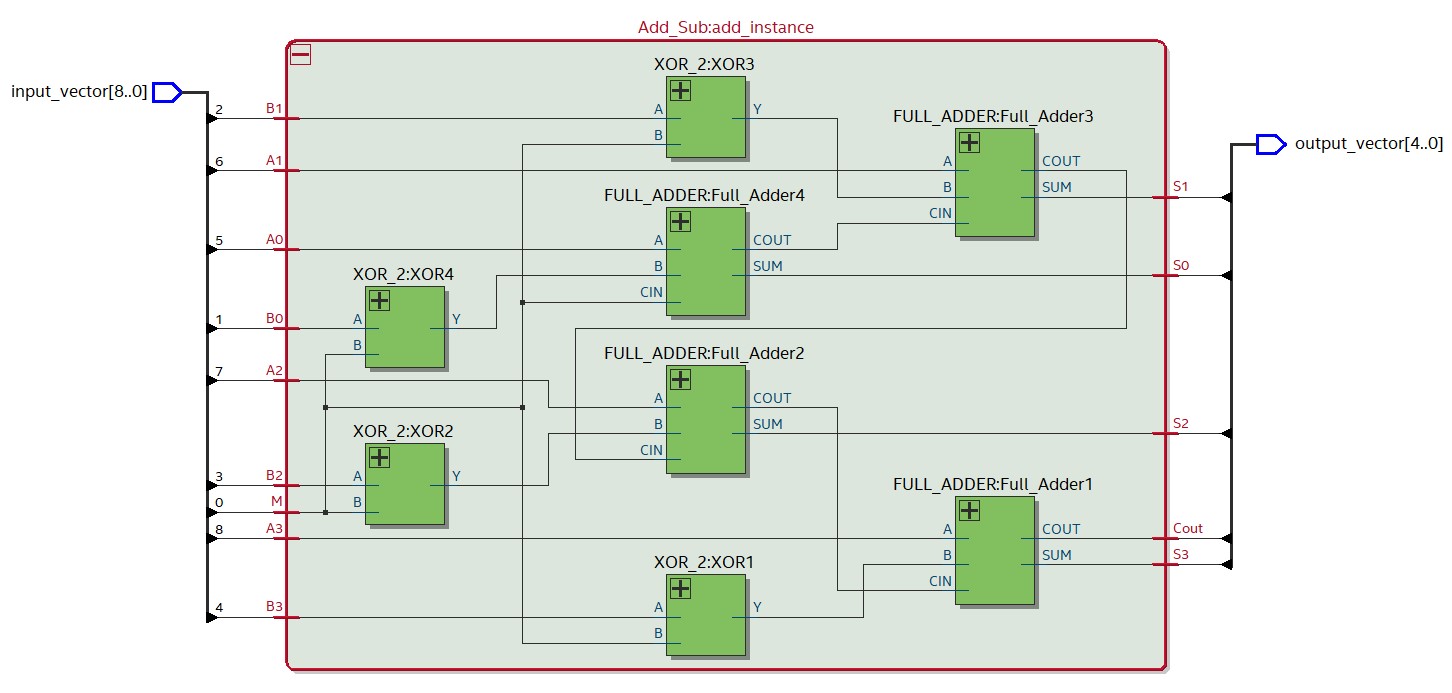 Add_Sub:add_instance
input_vector[8..0]
output_vector[4..0]
2 B1
6 A1
5 A0
1 B0
7 A2
3 B2
0 M
8 A3
4 B3
XOR_2:XOR3
A Y
B
FULL_ADDER:Full_Adder3
A COUT
B SUM
CIN
FULL_ADDER:Full_Adder4
A COUT
B SUM
CIN
XOR_2:XOR4
A Y
B
FULL_ADDER:Full_Adder2
A COUT
B SUM
CIN
XOR_2:XOR2
A Y
B
FULL_ADDER:Full_Adder1
A COUT
B SUM
CIN
XOR_2:XOR1
A Y
B
S1
S0
S2
Cout
S3